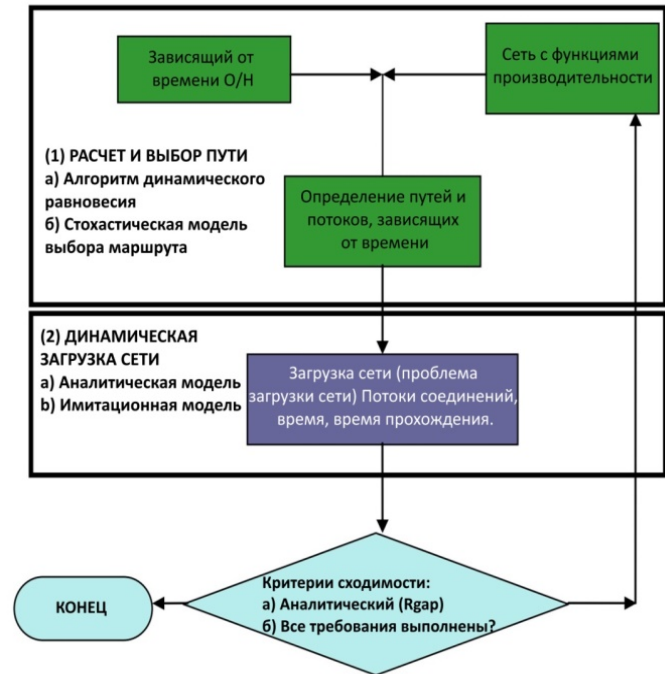 Зависящий от
времени О/Н
Сеть с функциями
производительности
(1) РАСЧЕТ И ВЫБОР ПУТИ
а) Алгоритм динамического
равновесия
б) Стохастическая модель
выбора маршрута
Определение путей и
потоков, зависящих
от времени
(2) ДИНАМИЧЕСКАЯ
ЗАГРУЗКА СЕТИ
а) Аналитическая модель
b) Имитационная модель
Загрузка сети (проблема
загрузки сети) Потоки соединений,
время, время прохождения.
Критерии сходимости:
а) Аналитический (Rgap)
б) Все требования выполнены?
КОНЕЦ